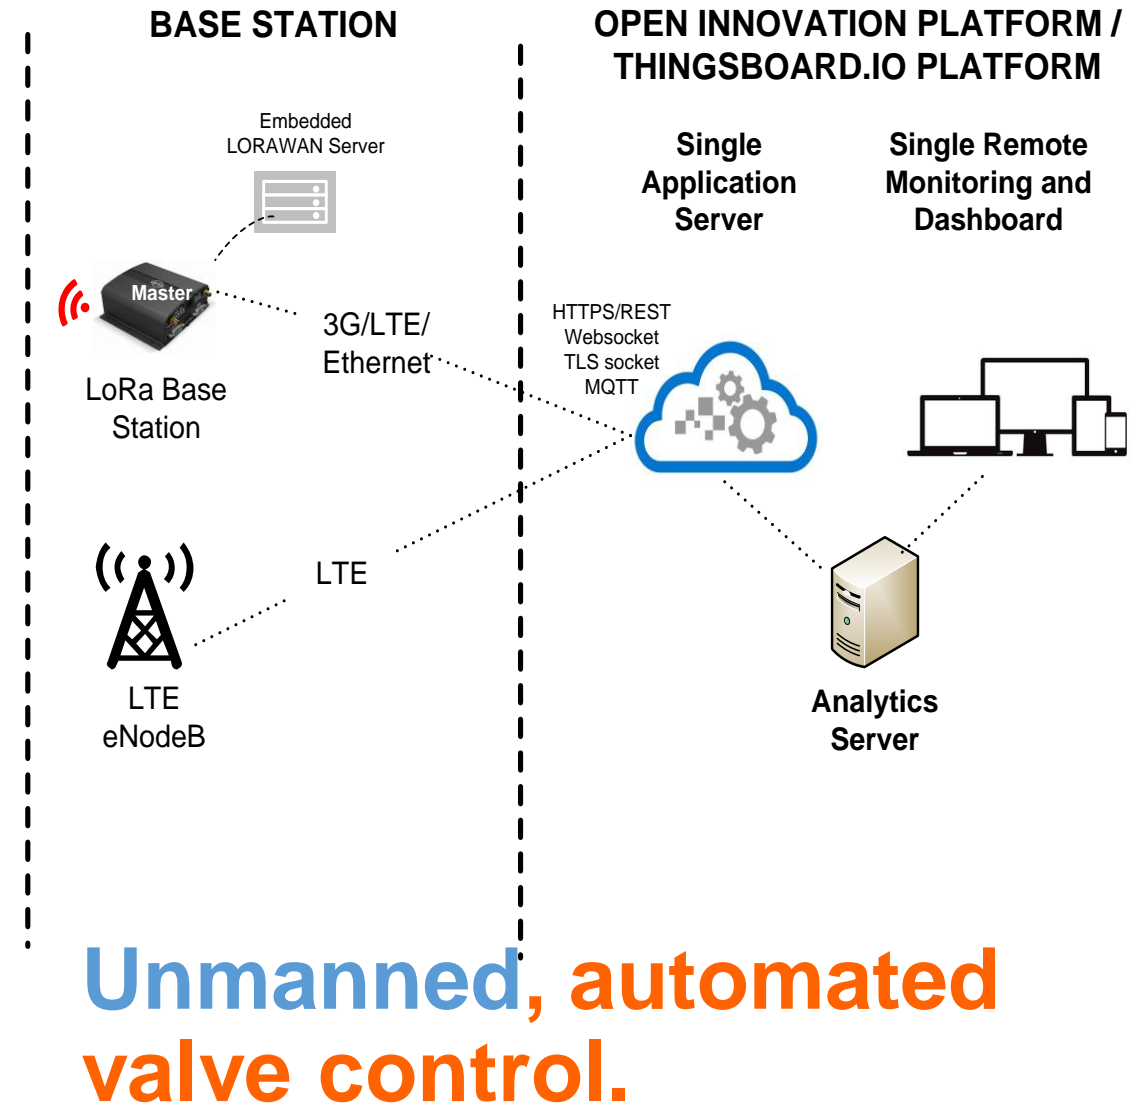 BASE STATION
OPEN INNOVATION PLATFORM /
THINGSBOARD.IO PLATFORM
Embedded
LORAWAN Server
Single
Application
Server
Single Remote
Monitoring and
Dashboard
Master
3G/LTE/
Ethernet
HTTPS/REST
Websocket
TLS socket
MQTT
LoRa Base
Station
LTE
LTE
eNodeB
Analytics
Server
Unmanned, automated
valve control.